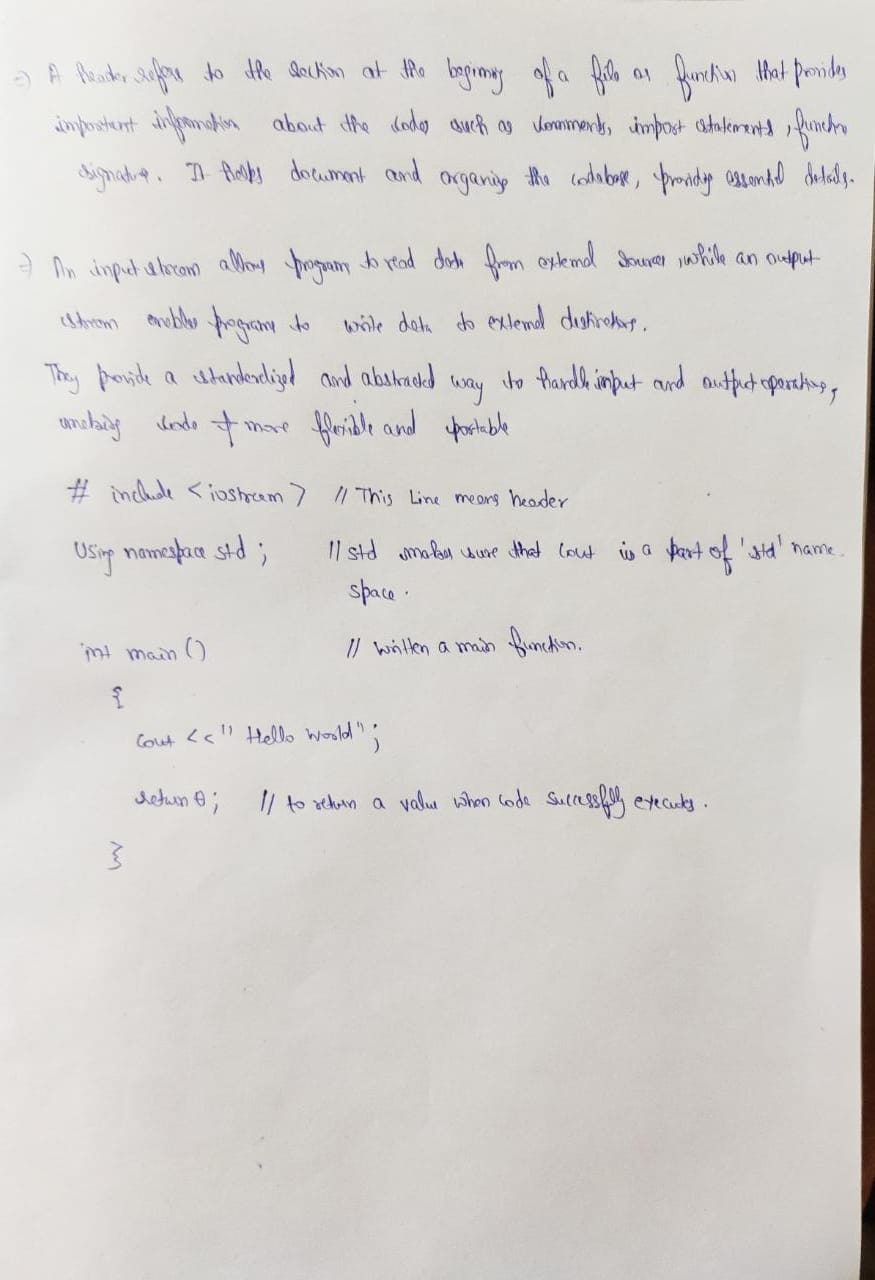 => A header refers to the section at the beginning of a file or function that provides
important information about the code, such as comments, import statements, function
signature. It helps document and organize the codebase, providing essential details.
=> An input stream allows program to read data from external sources, while an output
stream enables programs to write data to external destinations.
They provide a standardized and abstracted way to handle input and output operations,
making code more flexible and portable
# include <iostream> // This Line means header
Using namespace std ; // std makes sure that Cout is a part of 'std' name
space.
int main () // written a main function.
{
Cout <<" Hello World";
return 0; // to return a value when code successfully executes.
}